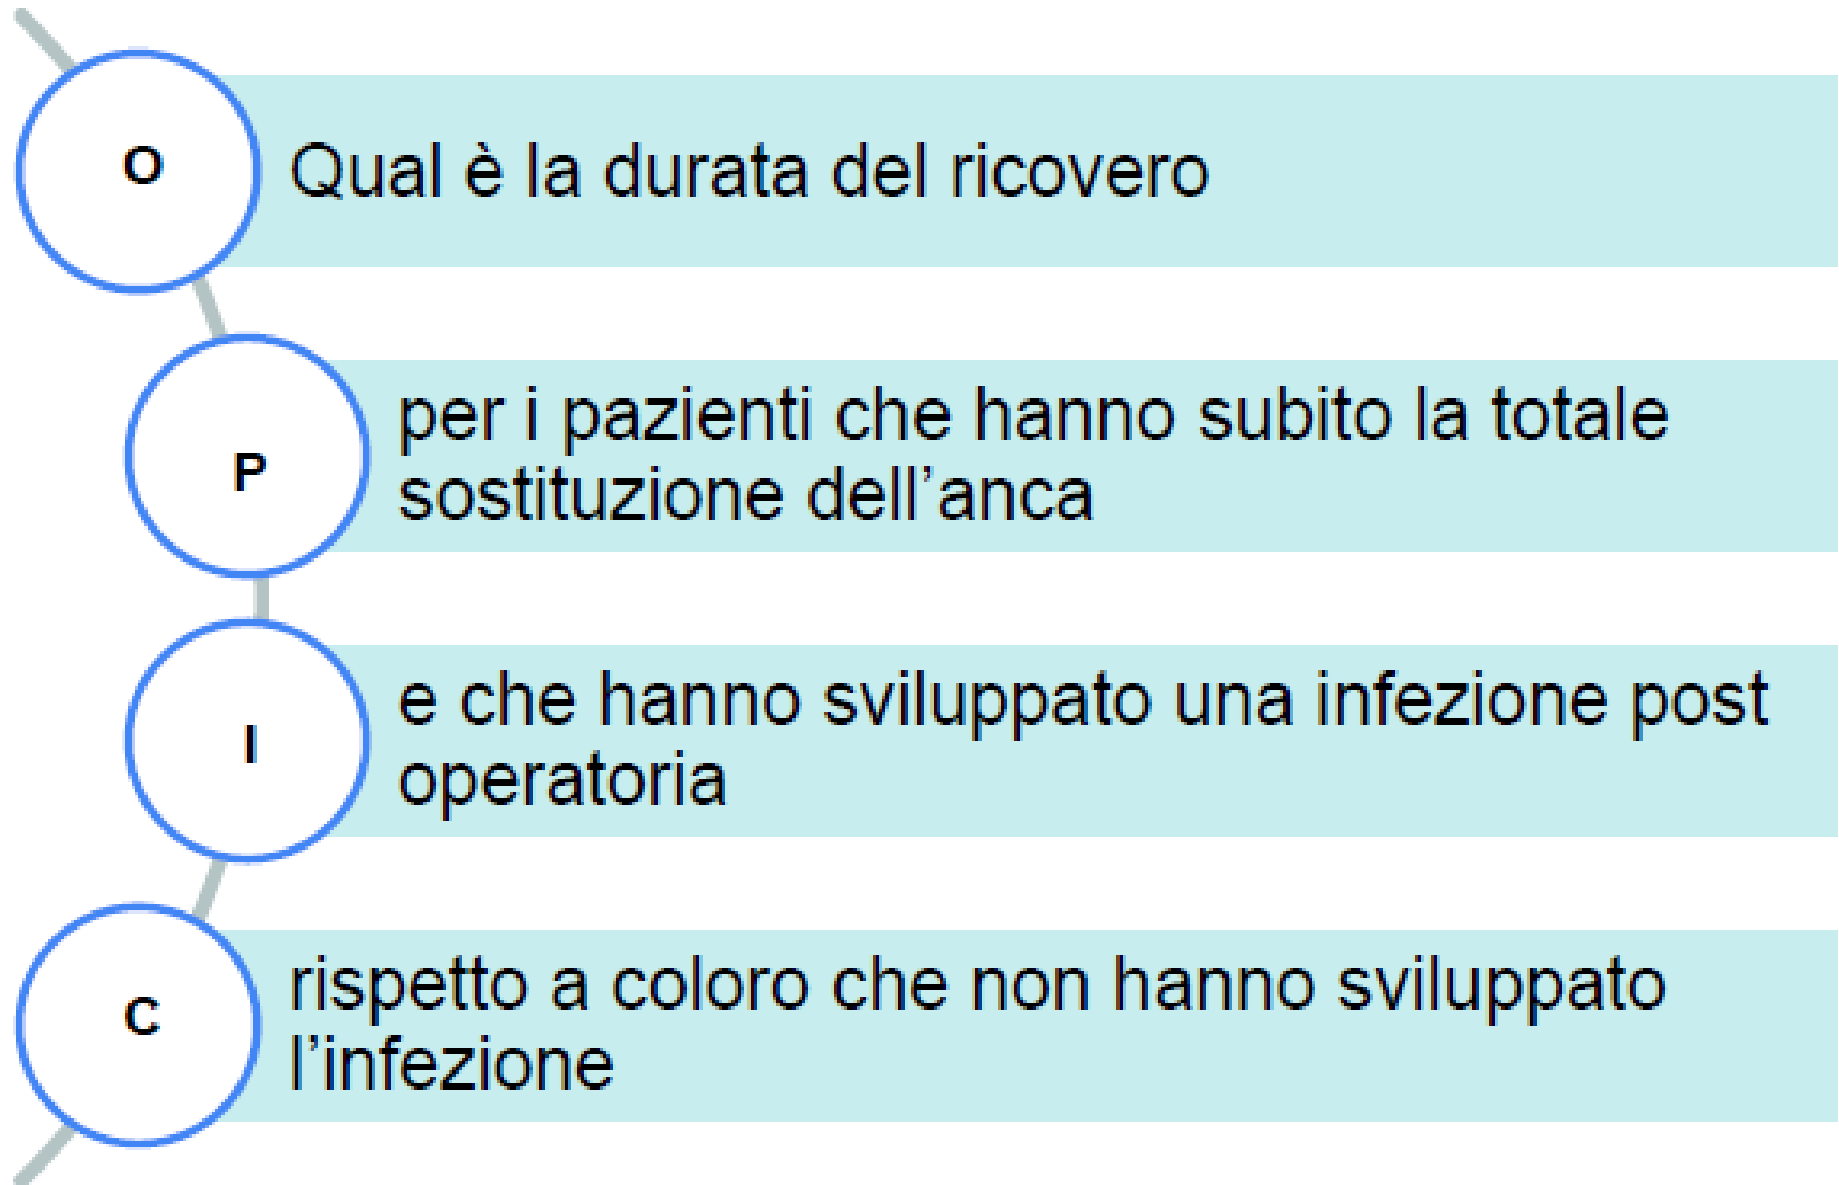 O
Qual è la durata del ricovero
P
per i pazienti che hanno subito la totale
sostituzione dell’anca
I
e che hanno sviluppato una infezione post
operatoria
C
rispetto a coloro che non hanno sviluppato
l’infezione